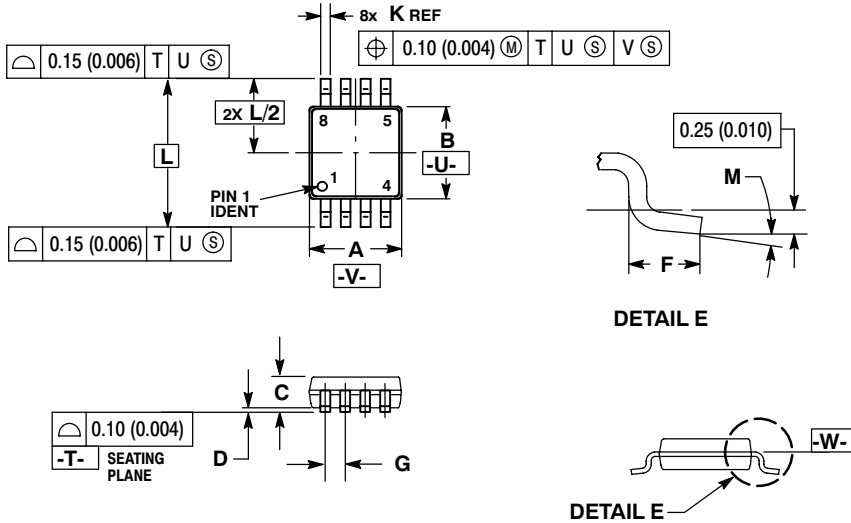 8x K REF
⌓ 0.15 (0.006) T U Ⓢ
⌖ 0.10 (0.004) Ⓜ T U Ⓢ V Ⓢ
2X L/2
8 5
B
-U-
0.25 (0.010)
L
M
PIN 1
IDENT
1
4
⌓ 0.15 (0.006) T U Ⓢ
A
-V-
F
DETAIL E
C
⌓ 0.10 (0.004)
-T- SEATING
PLANE
D
G
-W-
DETAIL E